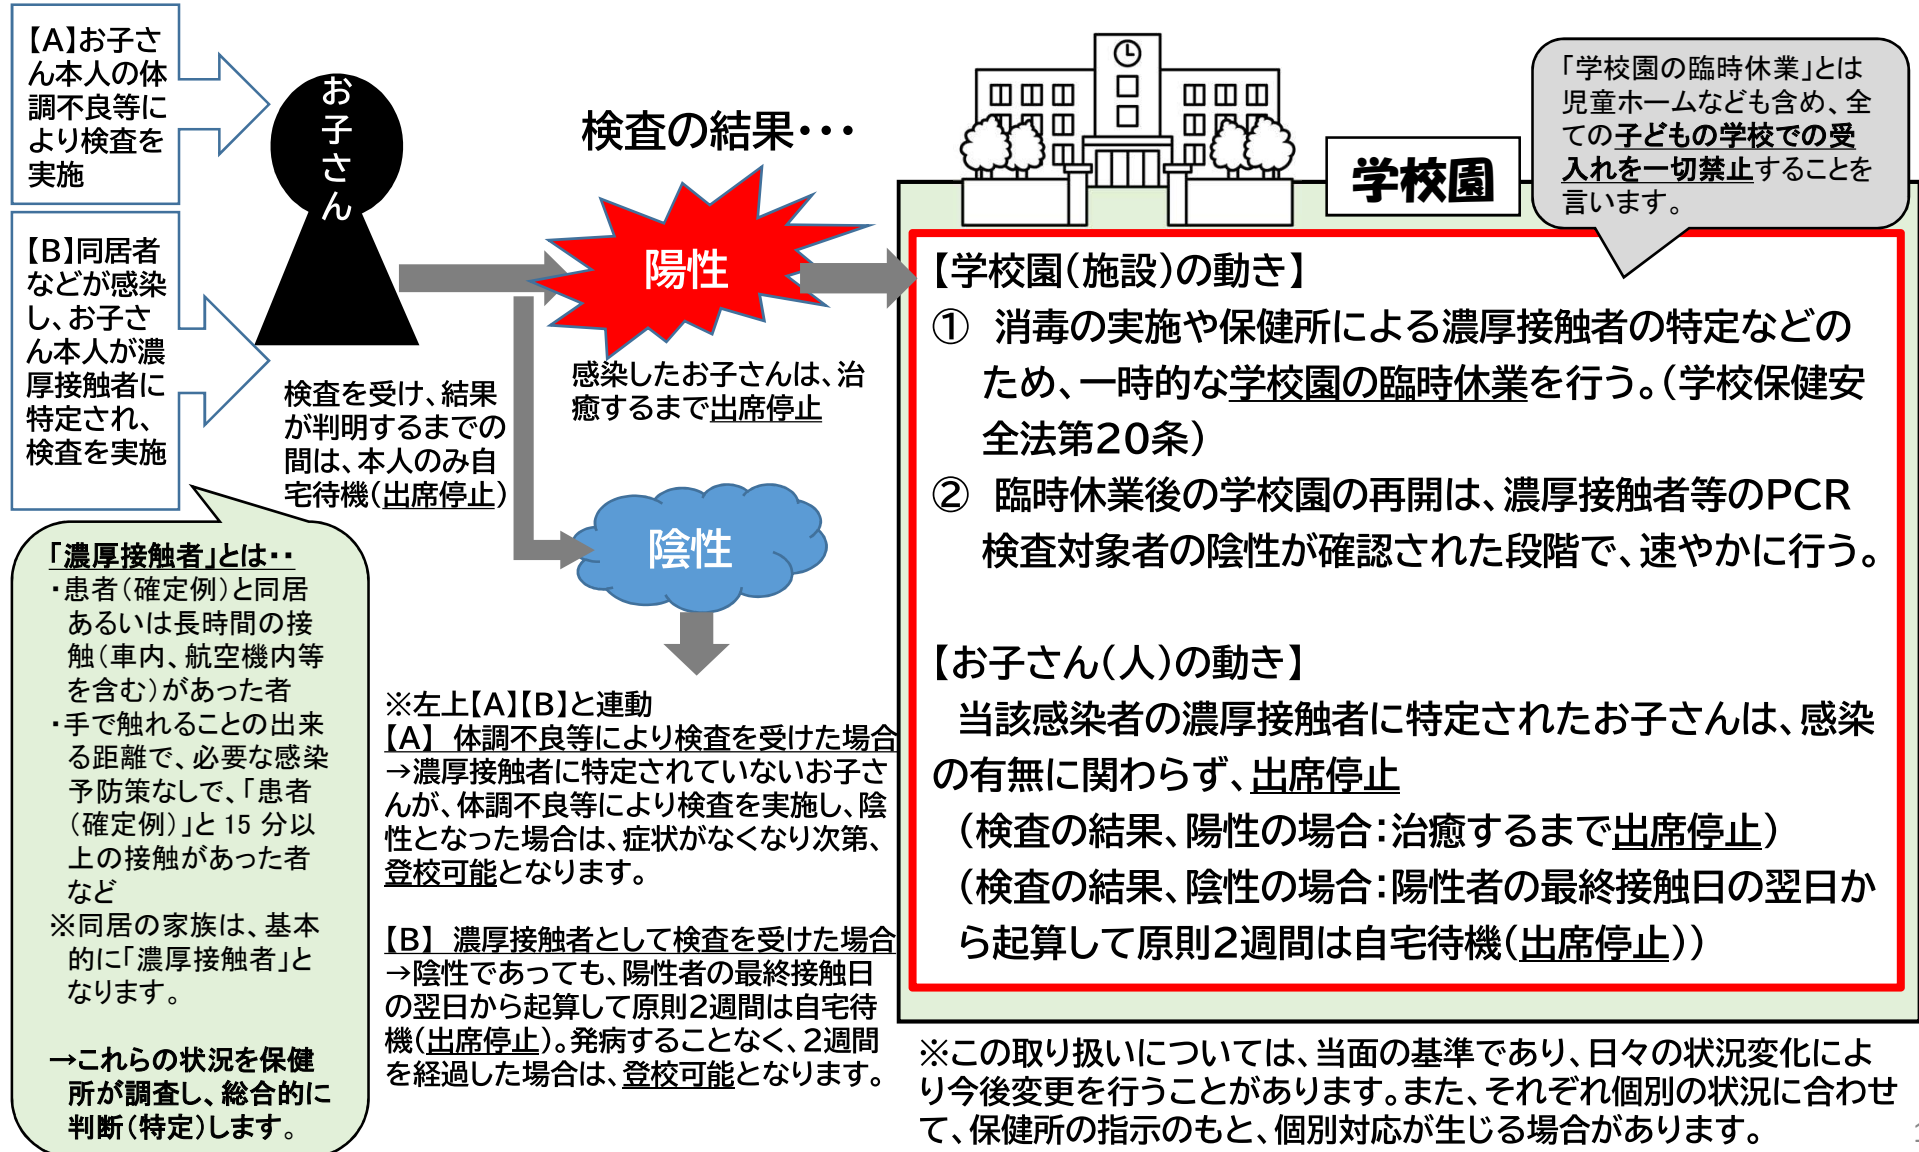 【A】お子さ
ん本人の体
調不良等に
より検査を
実施
【B】同居者
などが感染
し、お子さ
ん本人が濃
厚接触者に
特定され、
検査を実施
お子さん
検査を受け、結果
が判明するまでの
間は、本人のみ自
宅待機(出席停止)
「濃厚接触者」とは・・
・患者(確定例)と同居
あるいは長時間の接
触(車内、航空機内等
を含む)があった者
・手で触れることの出来
る距離で、必要な感染
予防策なしで、「患者
(確定例)」と 15 分以
上の接触があった者
など
※同居の家族は、基本
的に「濃厚接触者」と
なります。
→これらの状況を保健
所が調査し、総合的に
判断(特定)します。
検査の結果・・・
陽性
感染したお子さんは、治
癒するまで出席停止
陰性
※左上【A】【B】と連動
【A】 体調不良等により検査を受けた場合
→濃厚接触者に特定されていないお子さ
んが、体調不良等により検査を実施し、陰
性となった場合は、症状がなくなり次第、
登校可能となります。
【B】 濃厚接触者として検査を受けた場合
→陰性であっても、陽性者の最終接触日
の翌日から起算して原則2週間は自宅待
機(出席停止)。発病することなく、2週間
を経過した場合は、登校可能となります。
学校園
「学校園の臨時休業」とは
児童ホームなども含め、全
ての子どもの学校での受
入れを一切禁止することを
言います。
【学校園(施設)の動き】
① 消毒の実施や保健所による濃厚接触者の特定などの
ため、一時的な学校園の臨時休業を行う。(学校保健安
全法第20条)
② 臨時休業後の学校園の再開は、濃厚接触者等のPCR
検査対象者の陰性が確認された段階で、速やかに行う。
【お子さん(人)の動き】
当該感染者の濃厚接触者に特定されたお子さんは、感染
の有無に関わらず、出席停止
(検査の結果、陽性の場合:治癒するまで出席停止)
(検査の結果、陰性の場合:陽性者の最終接触日の翌日か
ら起算して原則2週間は自宅待機(出席停止))
※この取り扱いについては、当面の基準であり、日々の状況変化によ
り今後変更を行うことがあります。また、それぞれ個別の状況に合わせ
て、保健所の指示のもと、個別対応が生じる場合があります。